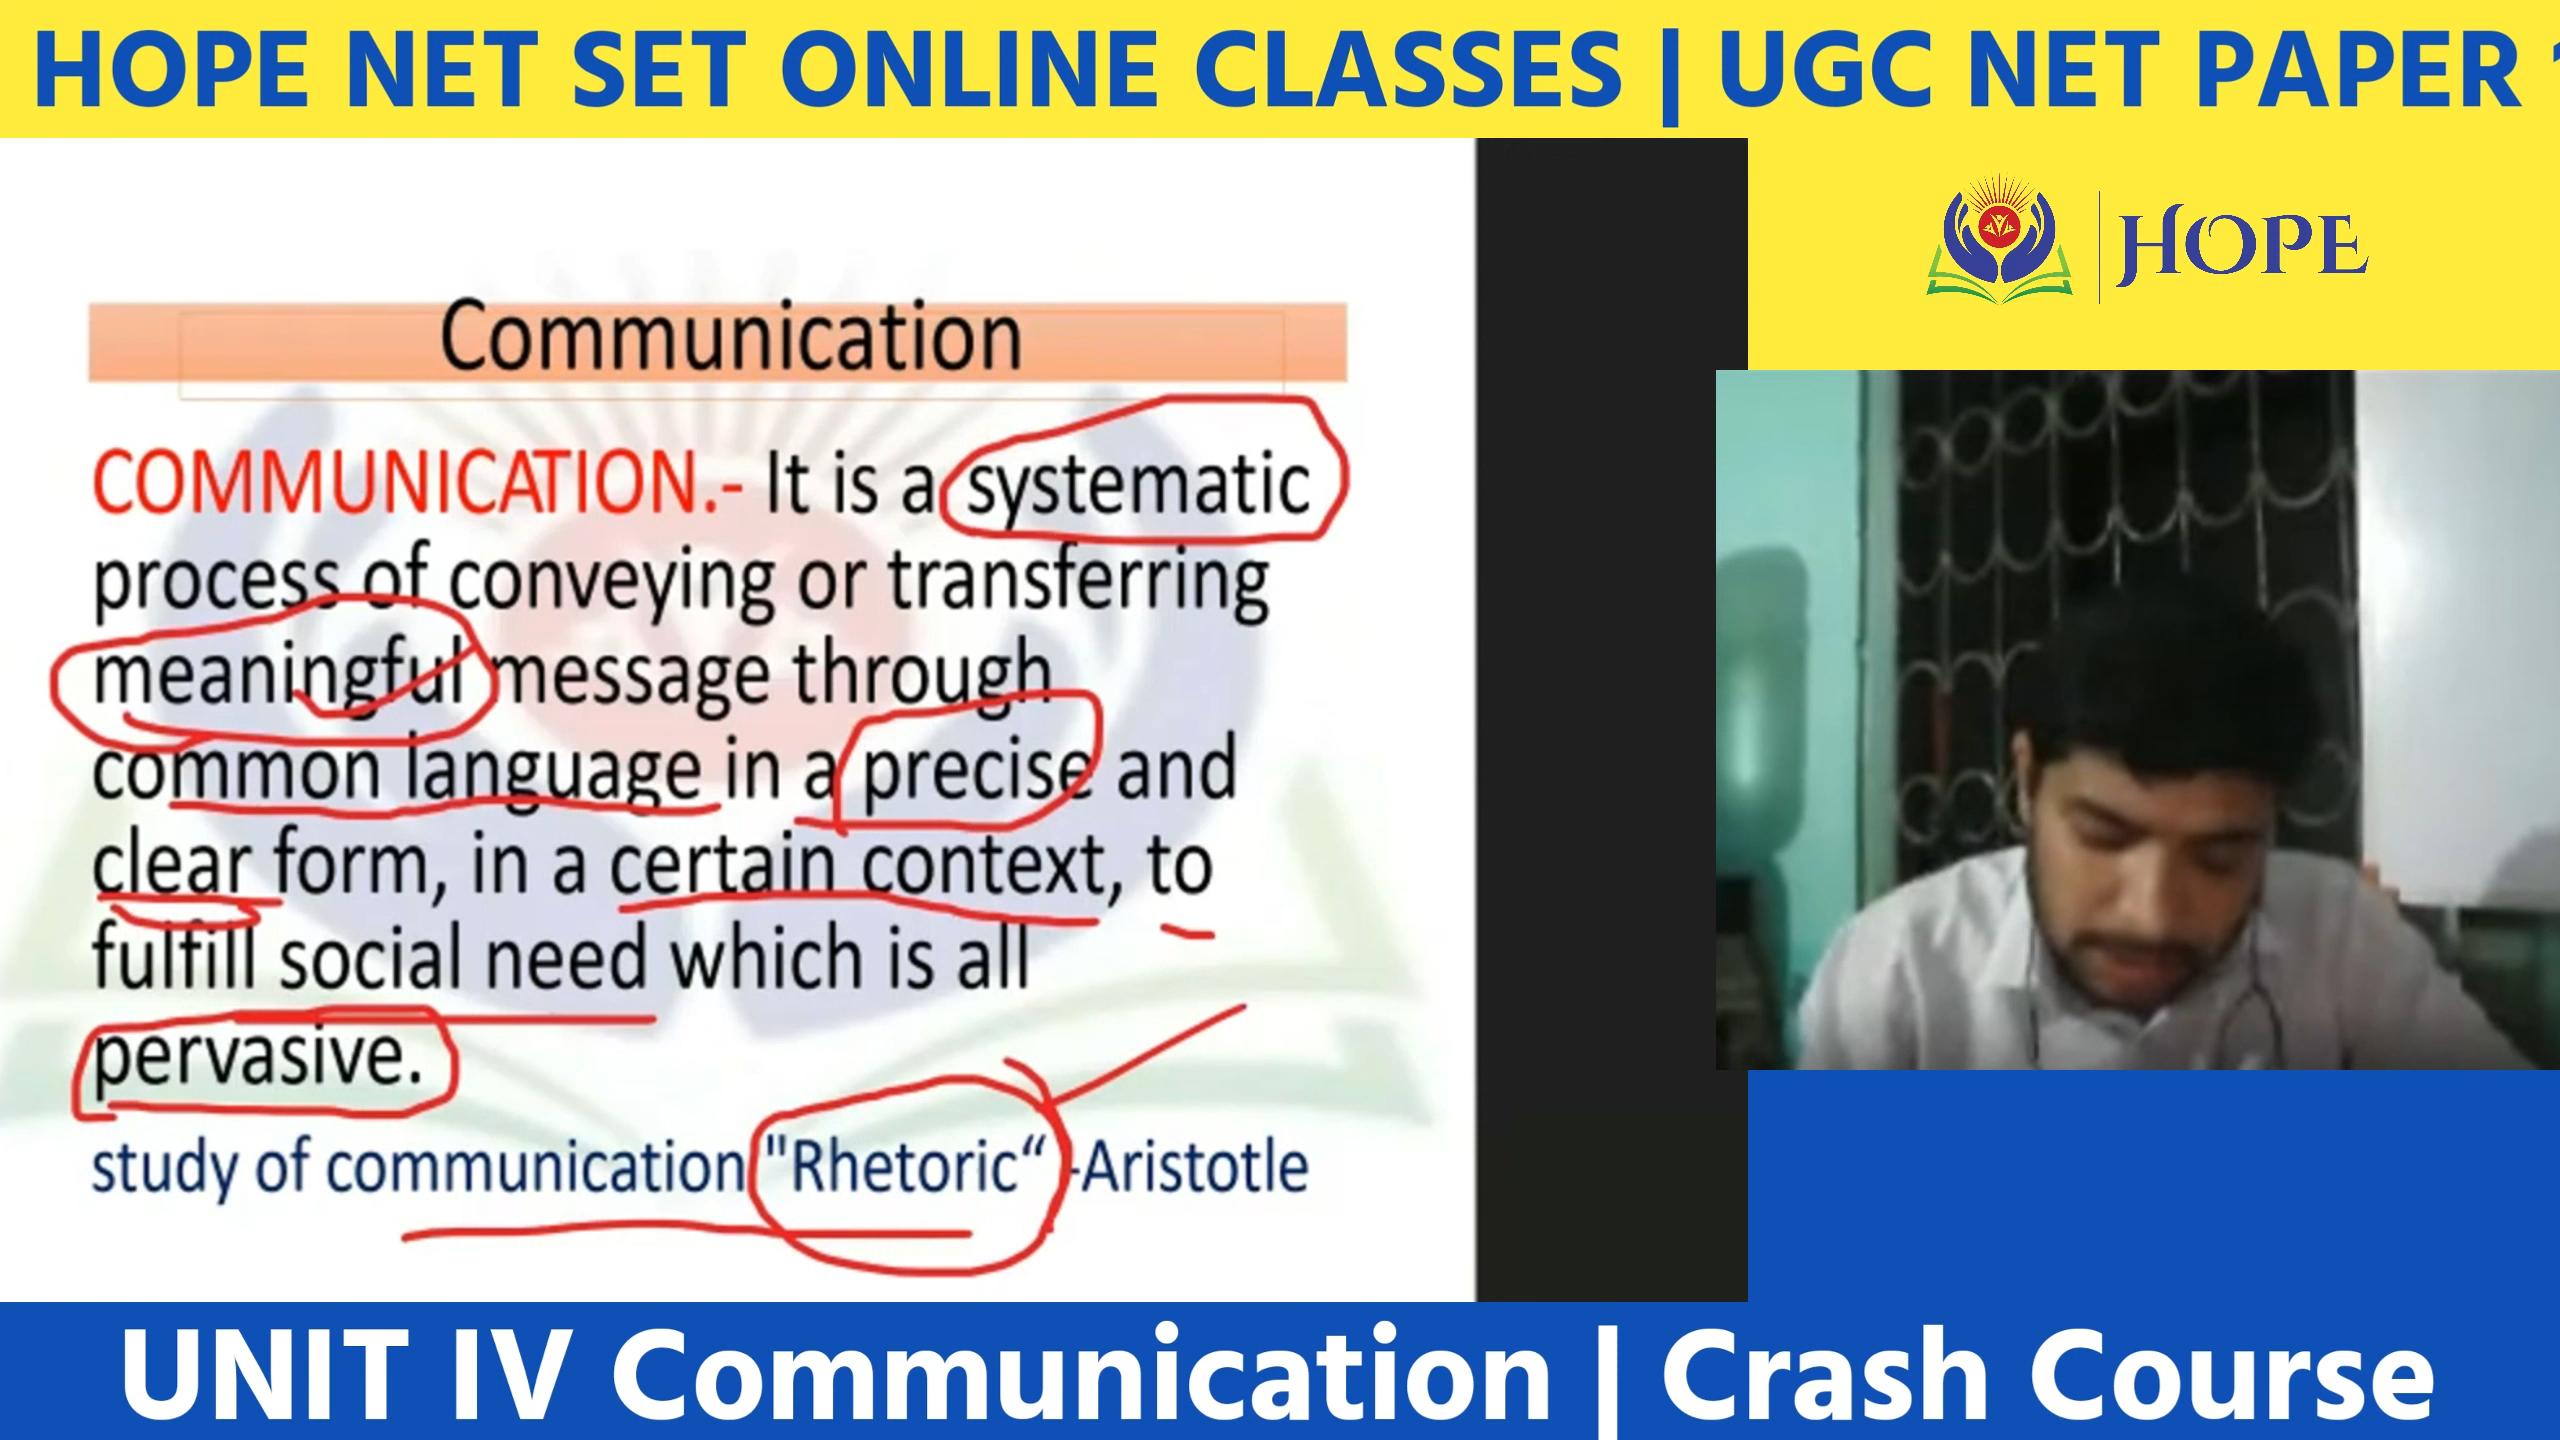 HOPE NET SET ONLINE CLASSES | UGC NET PAPER
HOPE
Communication
COMMUNICATION.- It is a systematic
process of conveying or transferring
meaningful message through
common language in a precise and
clear form, in a certain context, to
fulfill social need which is all
pervasive.
study of communication "Rhetoric“ -Aristotle
UNIT IV Communication | Crash Course